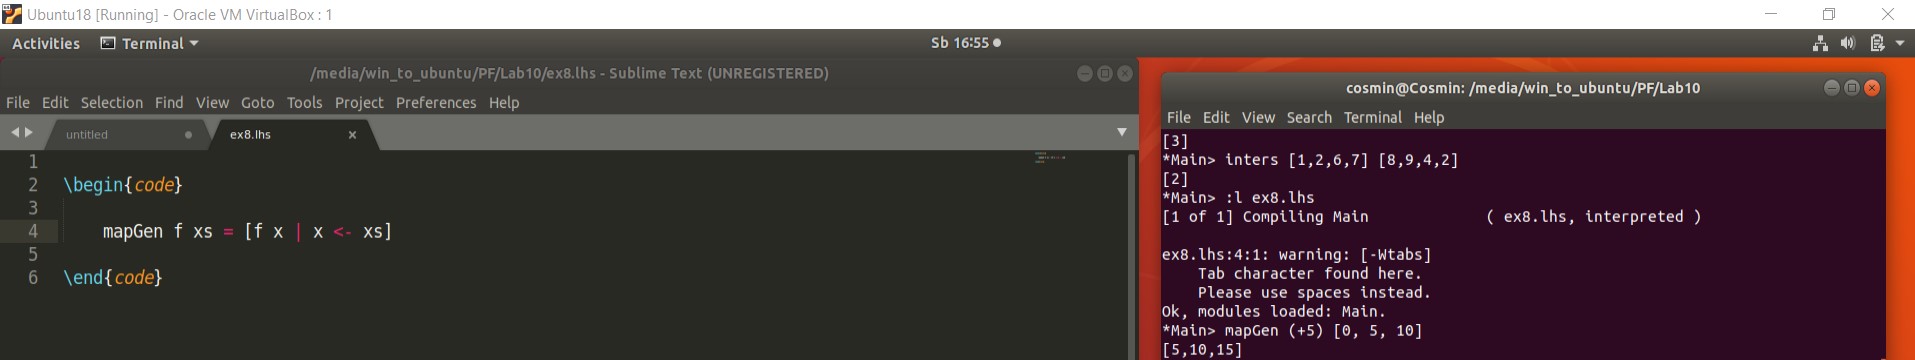 Ubuntu18 [Running] - Oracle VM VirtualBox : 1
Activities Terminal Sb 16:55
/media/win_to_ubuntu/PF/Lab10/ex8.lhs - Sublime Text (UNREGISTERED)
File Edit Selection Find View Goto Tools Project Preferences Help
untitled ex8.lhs
1
2 \begin{code}
3
4 mapGen f xs = [f x | x <- xs]
5
6 \end{code}
cosmin@Cosmin: /media/win_to_ubuntu/PF/Lab10
File Edit View Search Terminal Help
[3]
*Main> inters [1,2,6,7] [8,9,4,2]
[2]
*Main> :l ex8.lhs
[1 of 1] Compiling Main ( ex8.lhs, interpreted )
ex8.lhs:4:1: warning: [-Wtabs]
Tab character found here.
Please use spaces instead.
Ok, modules loaded: Main.
*Main> mapGen (+5) [0, 5, 10]
[5,10,15]